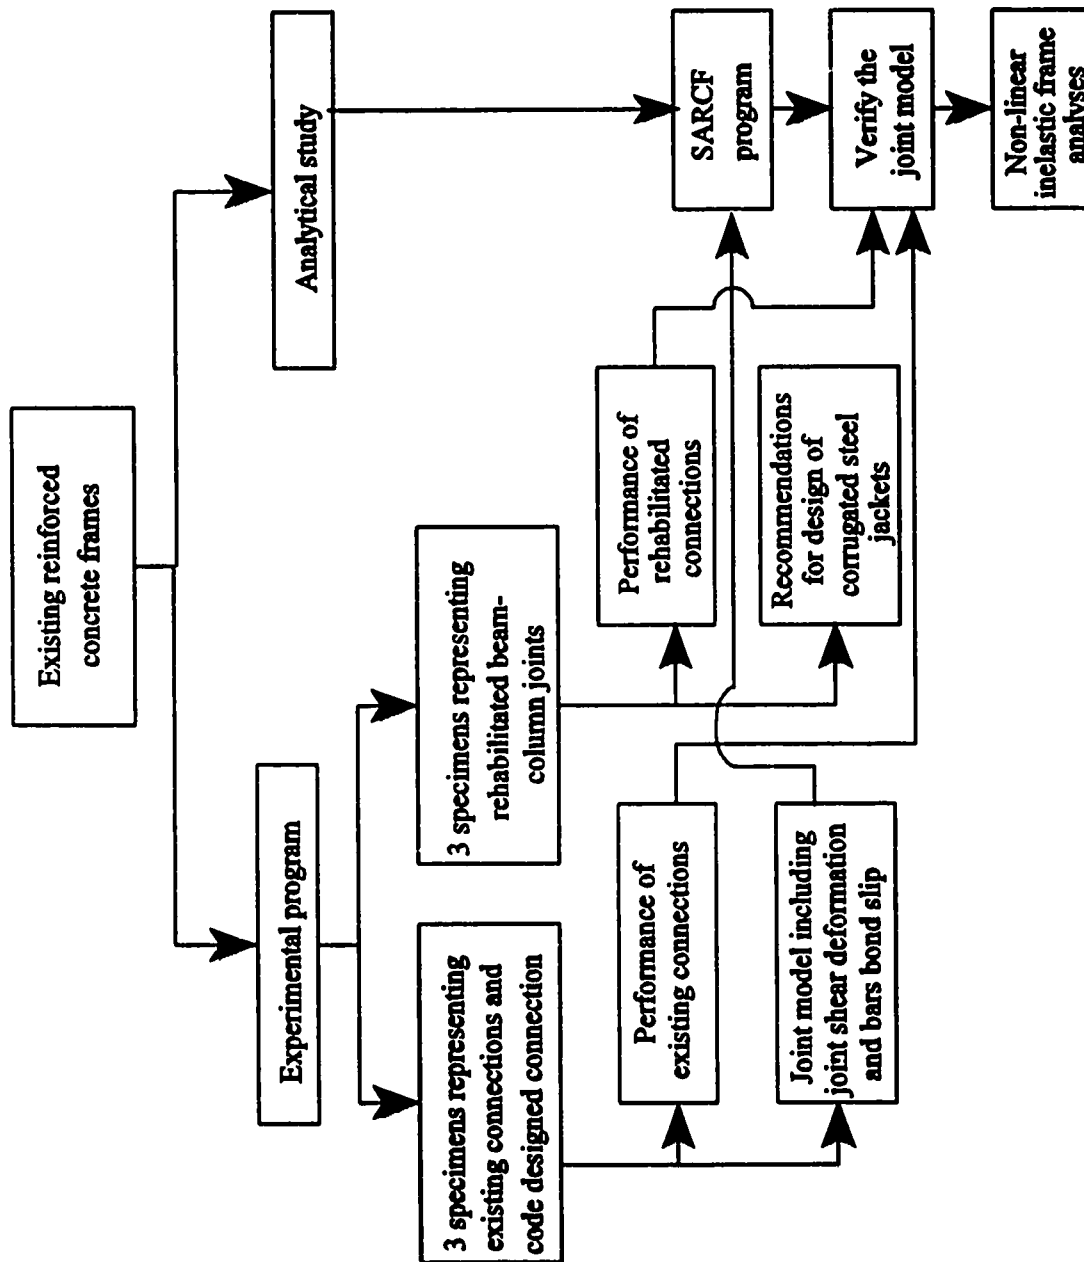 Existing reinforced
concrete frames
Experimental program
Analytical study
3 specimens representing
existing connections and
code designed connection
3 specimens representing
rehabilitated beam-
column joints
Performance of
existing connections
Joint model including
joint shear deformation
and bars bond slip
Performance of
rehabilitated
connections
Recommendations
for design of
corrugated steel
jackets
SARCF
program
Verify the
joint model
Non-linear
inelastic frame
analyses